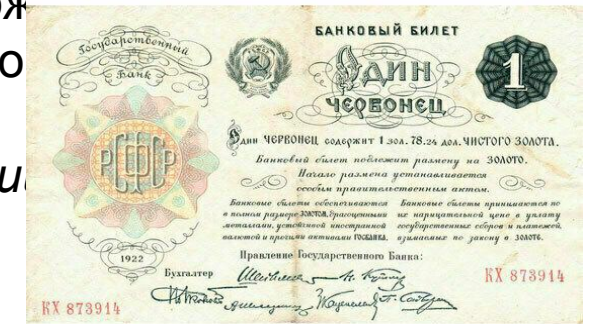 ож
о
и
Государственный
Банк
РСФСР
1922
КХ 873914
БАНКОВЫЙ БИЛЕТ
ОДИН
ЧЕРВОНЕЦ
1
Один ЧЕРВОНЕЦ содержит 1 зол. 78.24 дол. ЧИСТОГО ЗОЛОТА.
Банковый билет подлежит размену на ЗОЛОТО.
Начало размена устанавливается
особым правительственным актом.
Банковые билеты обеспечиваются
в полном размере ЗОЛОТОМ, драгоценными
металлами, устойчивой иностранной
валютой и прочими активами ГОСБАНКА.
Банковые билеты принимаются по
их нарицательной цене в уплату
государственных сборов и платежей,
взимаемых по закону в ЗОЛОТЕ.
Правление Государственного Банка:
Бухгалтер
КХ 873914